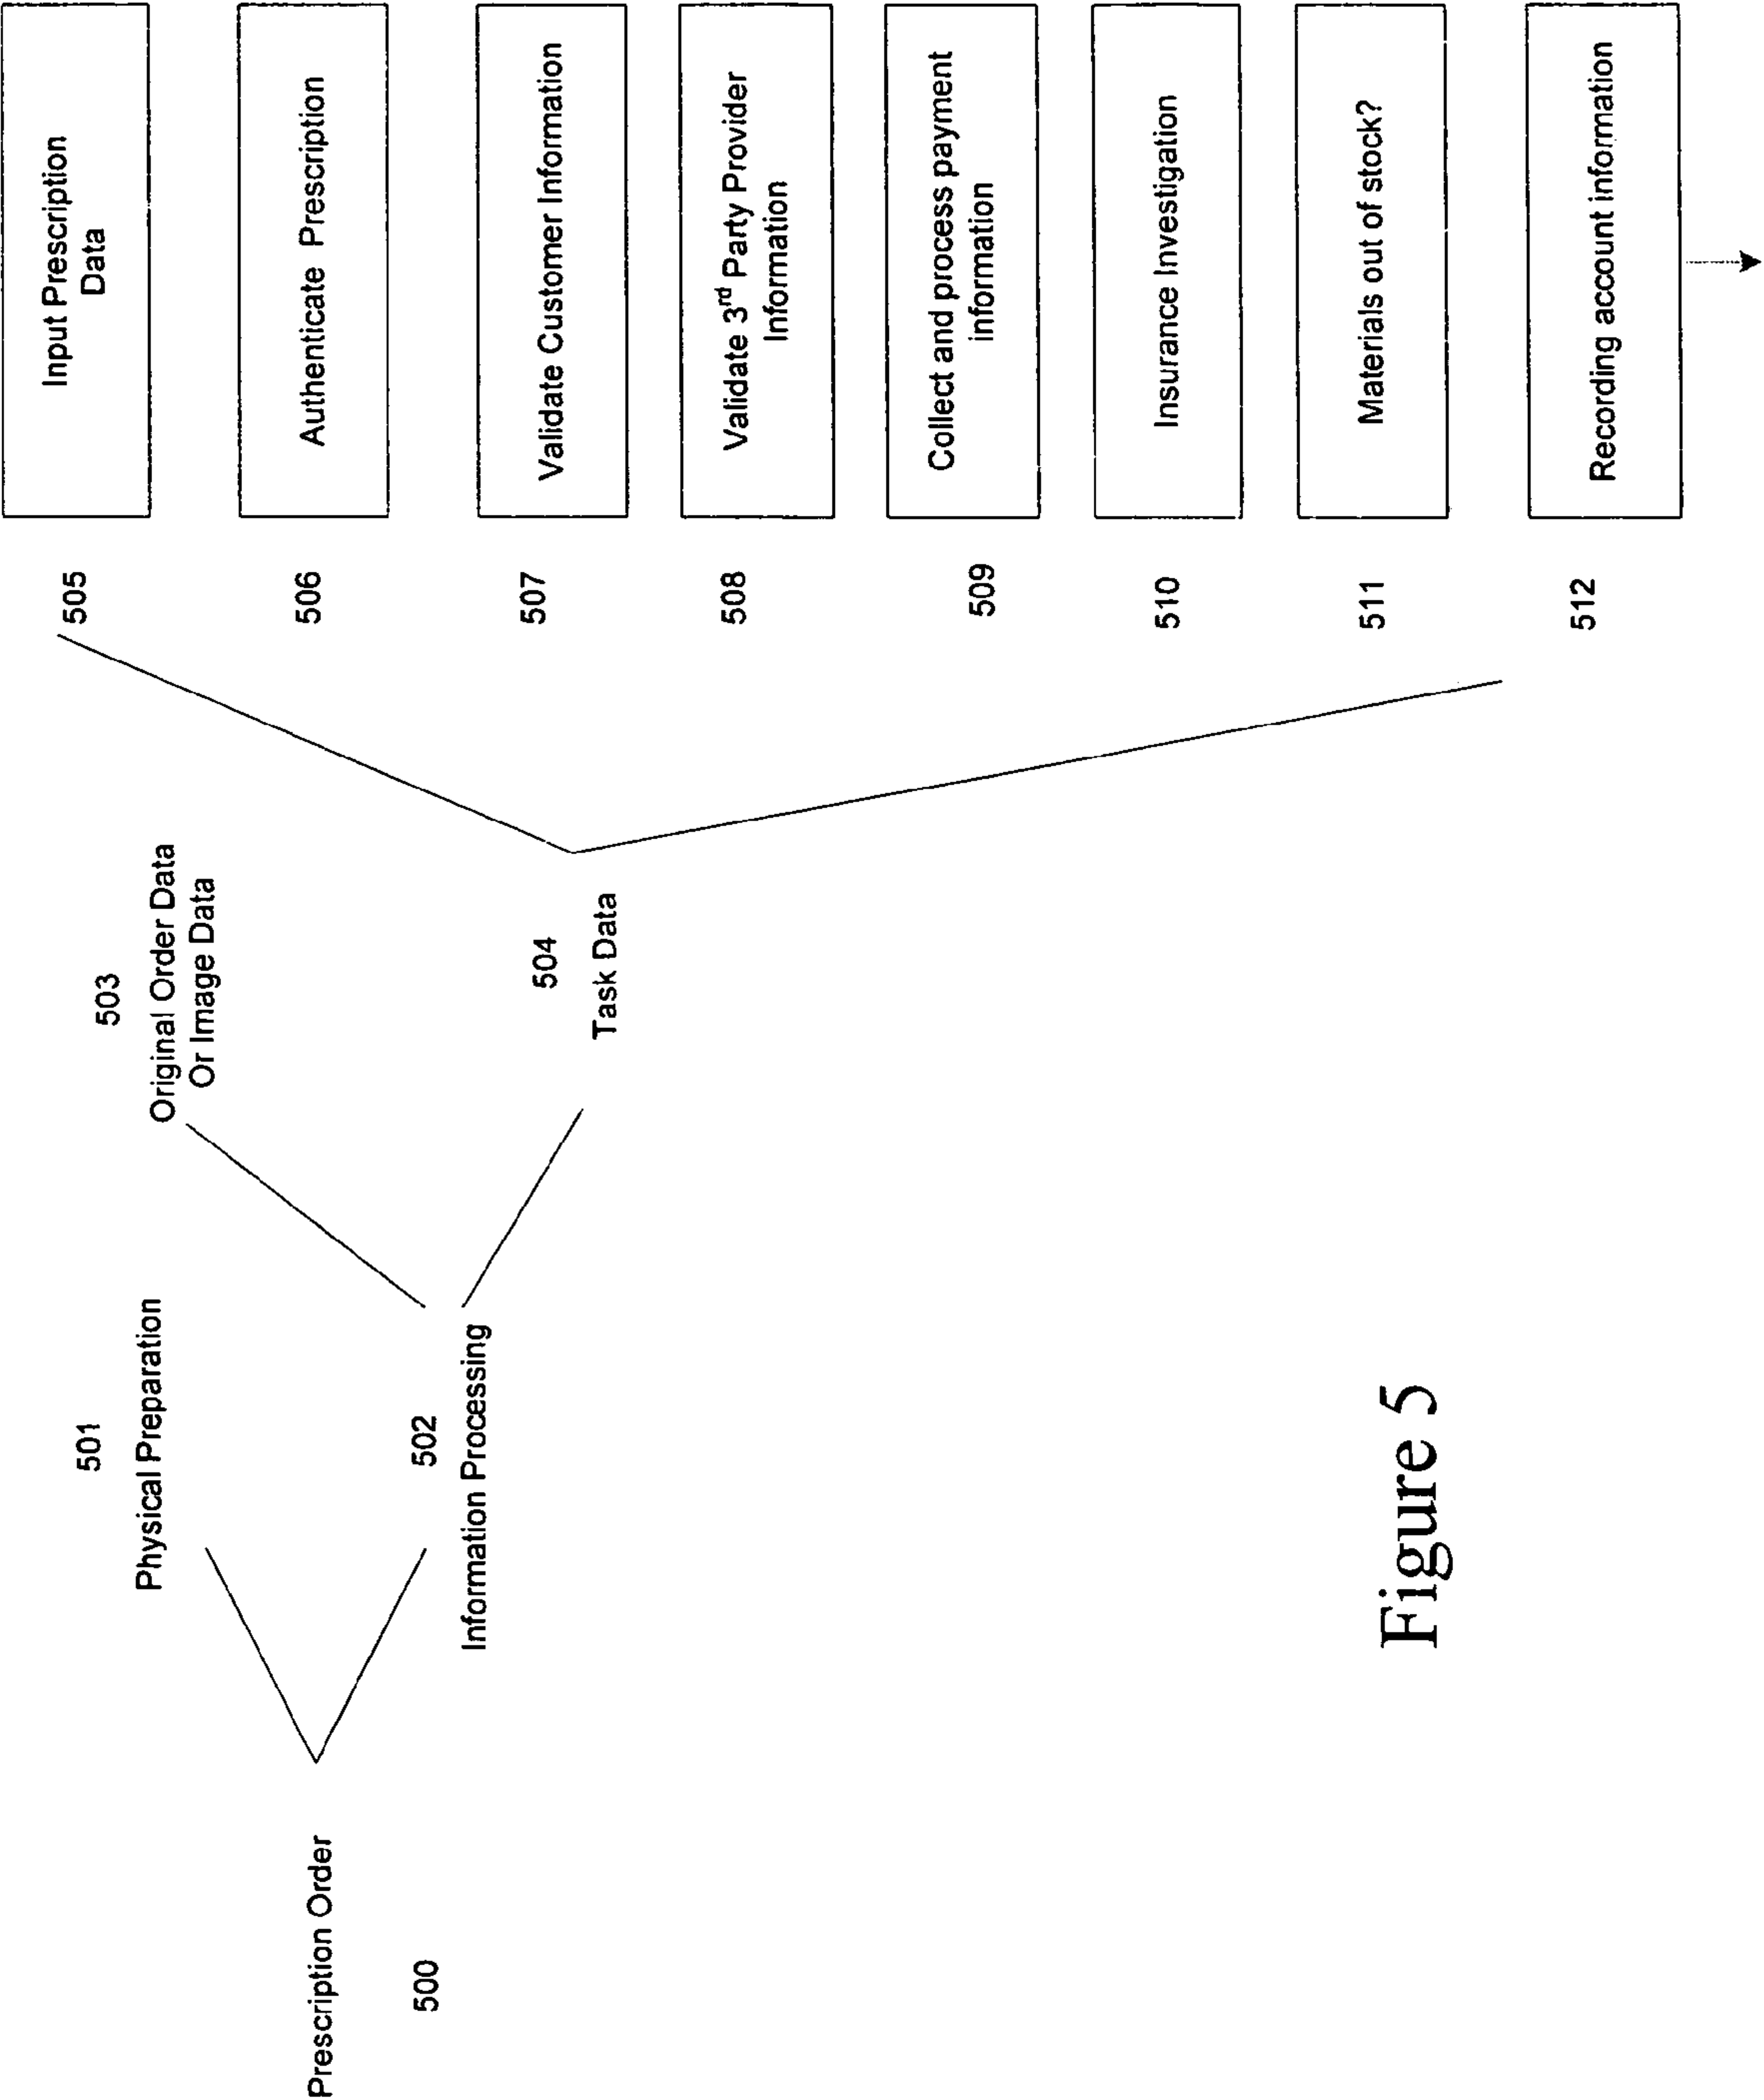 Prescription Order
500
501
Physical Preparation
502
Information Processing
503
Original Order Data
Or Image Data
504
Task Data
505
Input Prescription
Data
506
Authenticate Prescription
507
Validate Customer Information
508
Validate 3rd Party Provider
Information
509
Collect and process payment
information
510
Insurance Investigation
511
Materials out of stock?
512
Recording account information
Figure 5